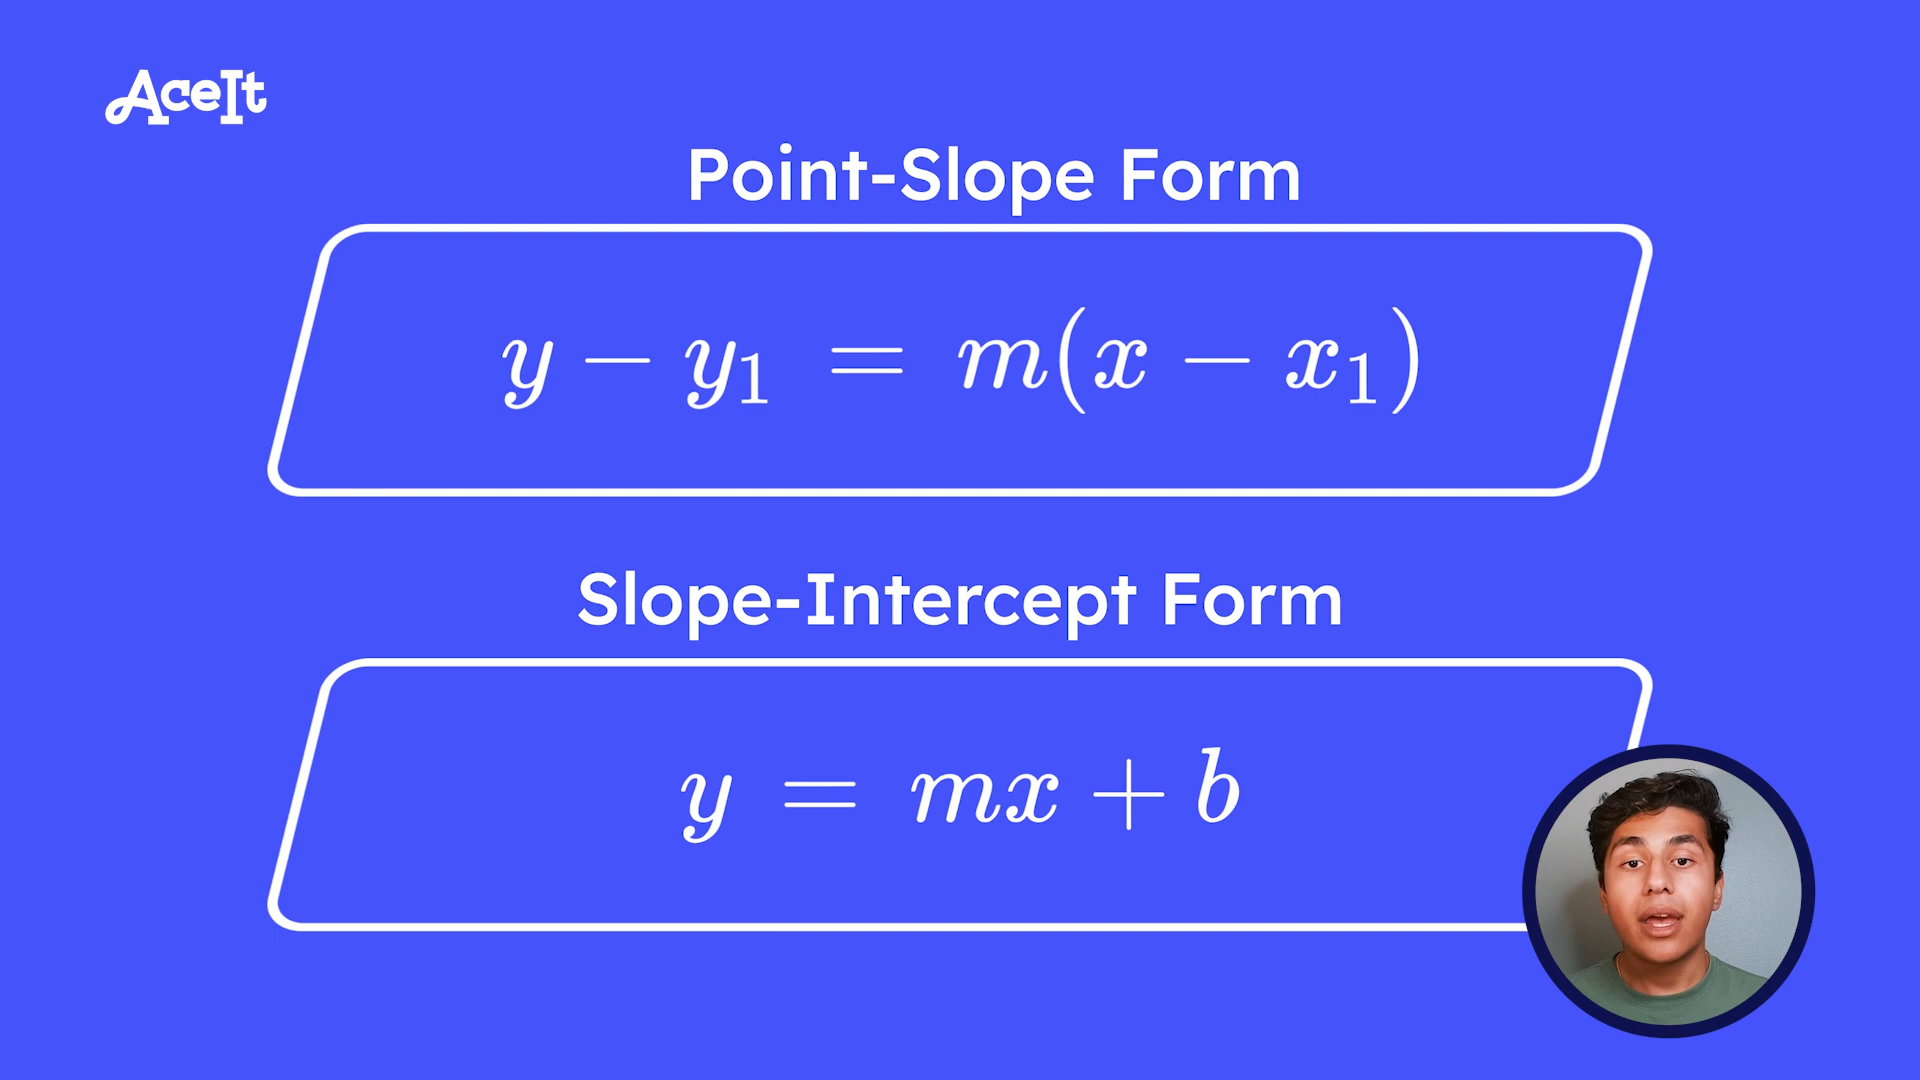 AceIt
Point-Slope Form
y − y₁ = m(x − x₁)
Slope-Intercept Form
y = mx + b